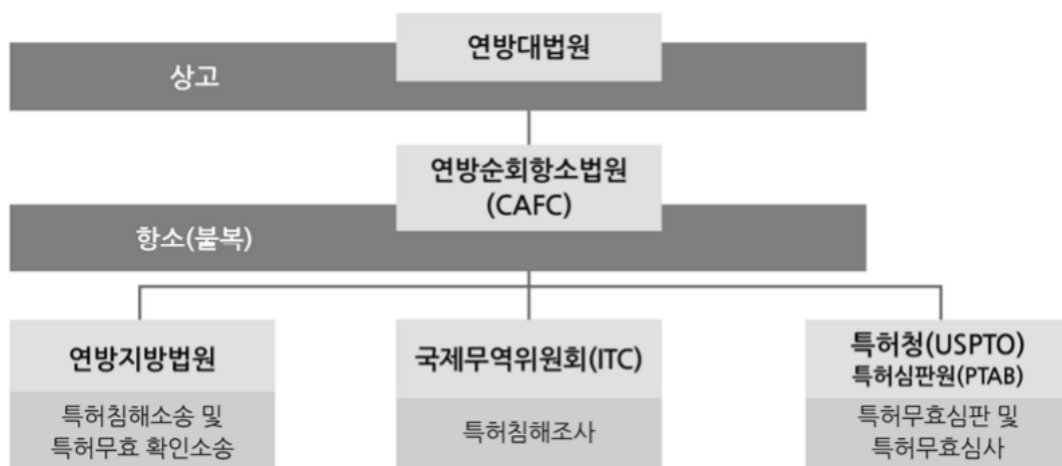 연방대법원
상고
연방순회항소법원
(CAFC)
항소(불복)
연방지방법원
특허침해소송 및
특허무효 확인소송
국제무역위원회(ITC)
특허침해조사
특허청(USPTO)
특허심판원(PTAB)
특허무효심판 및
특허무효심사